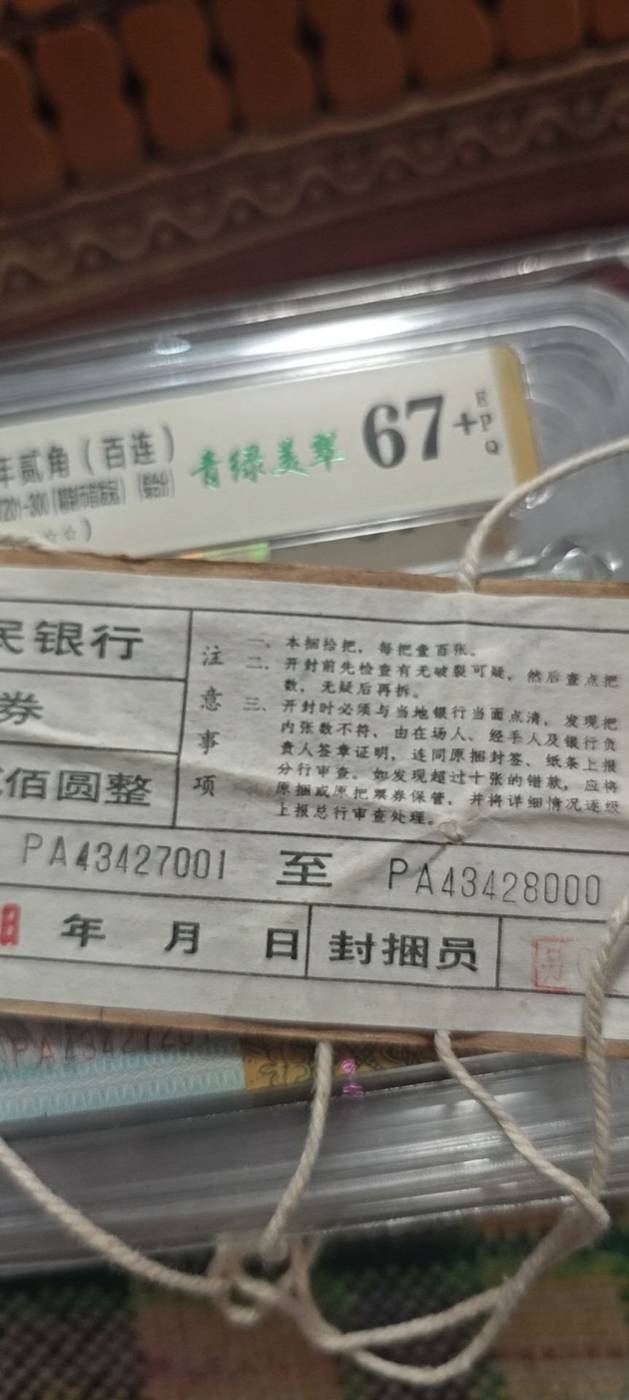 年贰角（百连）
青绿美翠
67+
E
P
Q
民银行
券
佰圆整
注意事项
一、本捆给把，每把壹百张。
二、开封前先检查有无破裂可疑，然后查点把
数，无疑后再拆。
三、开封时必须与当地银行当面点清，发现把
内张数不符，由在场人、经手人及银行负
责人签章证明，连同原捆封签、纸条上报
分行审查。如发现超过十张的错款，应将
原捆或原把票券保管，并将详细情况逐级
上报总行审查处理。
PA43427001 至 PA43428000
年 月 日 封捆员